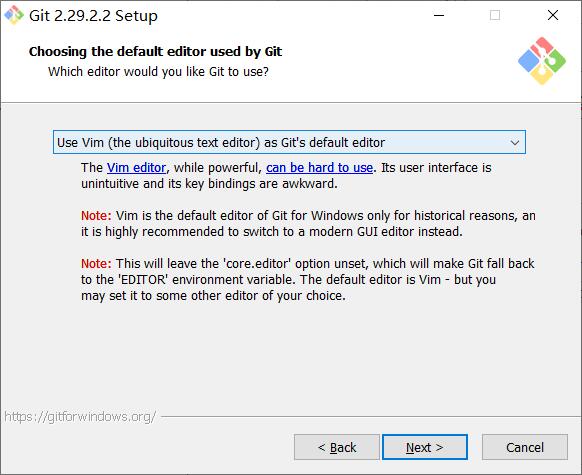 Git 2.29.2.2 Setup
Choosing the default editor used by Git
Which editor would you like Git to use?
Use Vim (the ubiquitous text editor) as Git's default editor
The Vim editor, while powerful, can be hard to use. Its user interface is
unintuitive and its key bindings are awkward.
Note: Vim is the default editor of Git for Windows only for historical reasons, an
it is highly recommended to switch to a modern GUI editor instead.
Note: This will leave the 'core.editor' option unset, which will make Git fall back
to the 'EDITOR' environment variable. The default editor is Vim - but you
may set it to some other editor of your choice.
https://gitforwindows.org/
< Back
Next >
Cancel